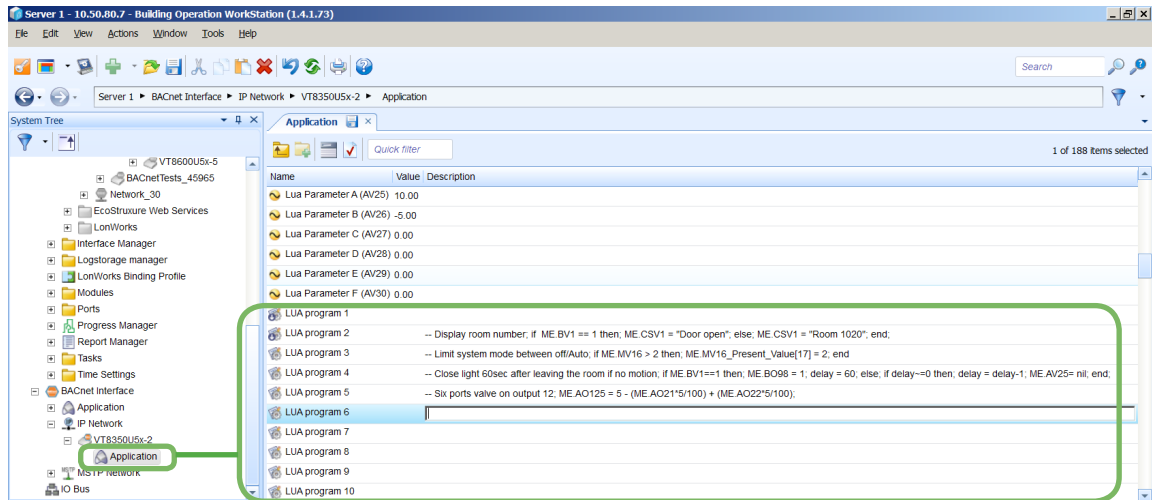 Server 1 - 10.50.80.7 - Building Operation WorkStation (1.4.1.73)
File Edit View Actions Window Tools Help
Search
Server 1 BACnet Interface IP Network VT8350U5x-2 Application
System Tree
Application
Quick filter
1 of 188 items selected
VT8600U5x-5
BACnetTests_45965
Network_30
EcoStruxure Web Services
LonWorks
Interface Manager
Logstorage manager
LonWorks Binding Profile
Modules
Ports
Progress Manager
Report Manager
Tasks
Time Settings
BACnet Interface
Application
IP Network
VT8350U5x-2
Application
MSTP Network
IO Bus
Name Value Description
Lua Parameter A (AV25) 10.00
Lua Parameter B (AV26) -5.00
Lua Parameter C (AV27) 0.00
Lua Parameter D (AV28) 0.00
Lua Parameter E (AV29) 0.00
Lua Parameter F (AV30) 0.00
LUA program 1
LUA program 2 -- Display room number; if ME.BV1 == 1 then; ME.CSV1 = "Door open"; else; ME.CSV1 = "Room 1020"; end;
LUA program 3 -- Limit system mode between off/Auto; if ME.MV16 > 2 then; ME.MV16_Present_Value[17] = 2; end
LUA program 4 -- Close light 60sec after leaving the room if no motion; if ME.BV1==1 then; ME.BO98 = 1; delay = 60; else; if delay~=0 then; delay = delay-1; ME.AV25= nil; end;
LUA program 5 -- Six ports valve on output 12; ME.AO125 = 5 - (ME.AO21*5/100) + (ME.AO22*5/100);
LUA program 6
LUA program 7
LUA program 8
LUA program 9
LUA program 10